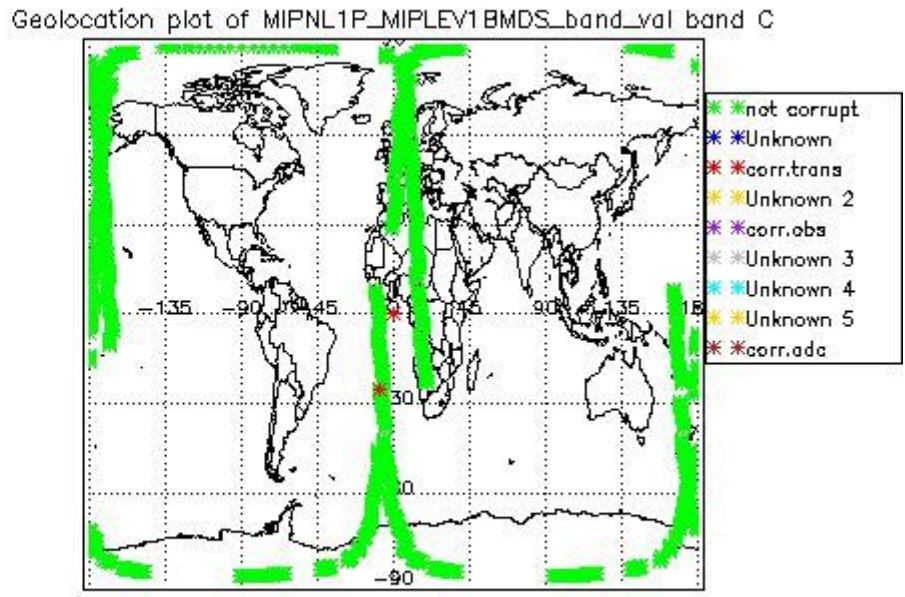 Geolocation plot of MIPNL1P_MIPLEV1BMDS_band_val band C
not corrupt
Unknown
corr.trans
Unknown 2
corr.obs
Unknown 3
Unknown 4
Unknown 5
corr.adc
-135
-90
-45
45
90
135
30
-90